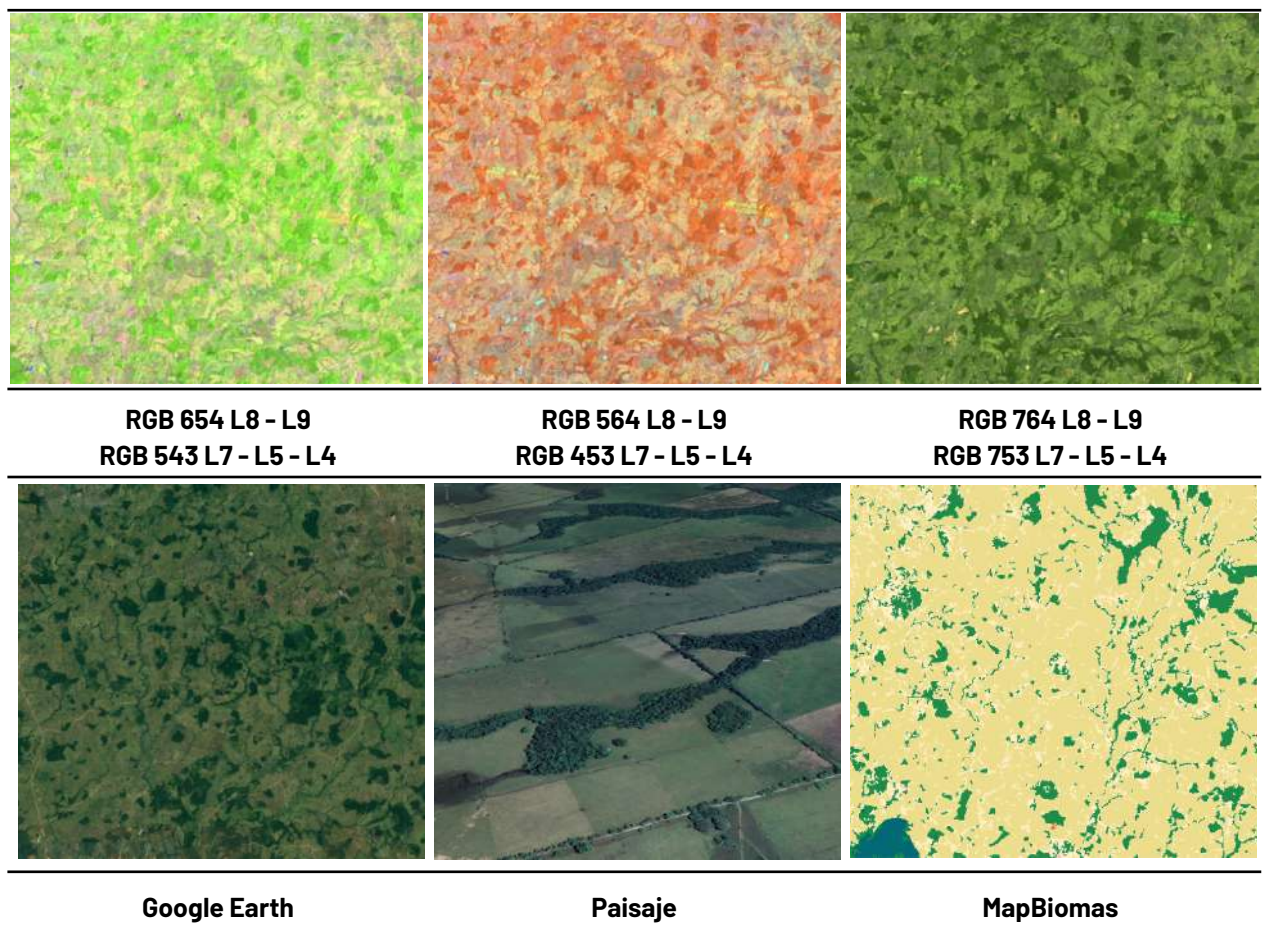 RGB 654 L8 - L9
RGB 543 L7 - L5 - L4
RGB 564 L8 - L9
RGB 453 L7 - L5 - L4
RGB 764 L8 - L9
RGB 753 L7 - L5 - L4
Google Earth
Paisaje
MapBiomas